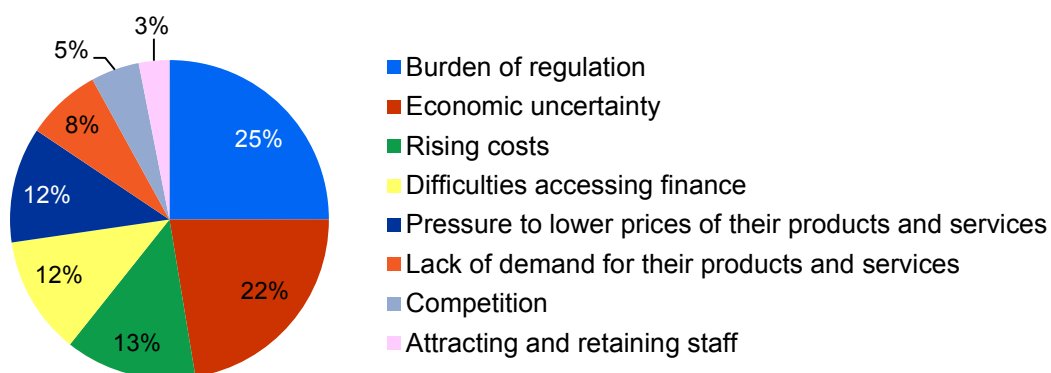 3%
5%
8%
12%
12%
13%
22%
25%
Burden of regulation
Economic uncertainty
Rising costs
Difficulties accessing finance
Pressure to lower prices of their products and services
Lack of demand for their products and services
Competition
Attracting and retaining staff